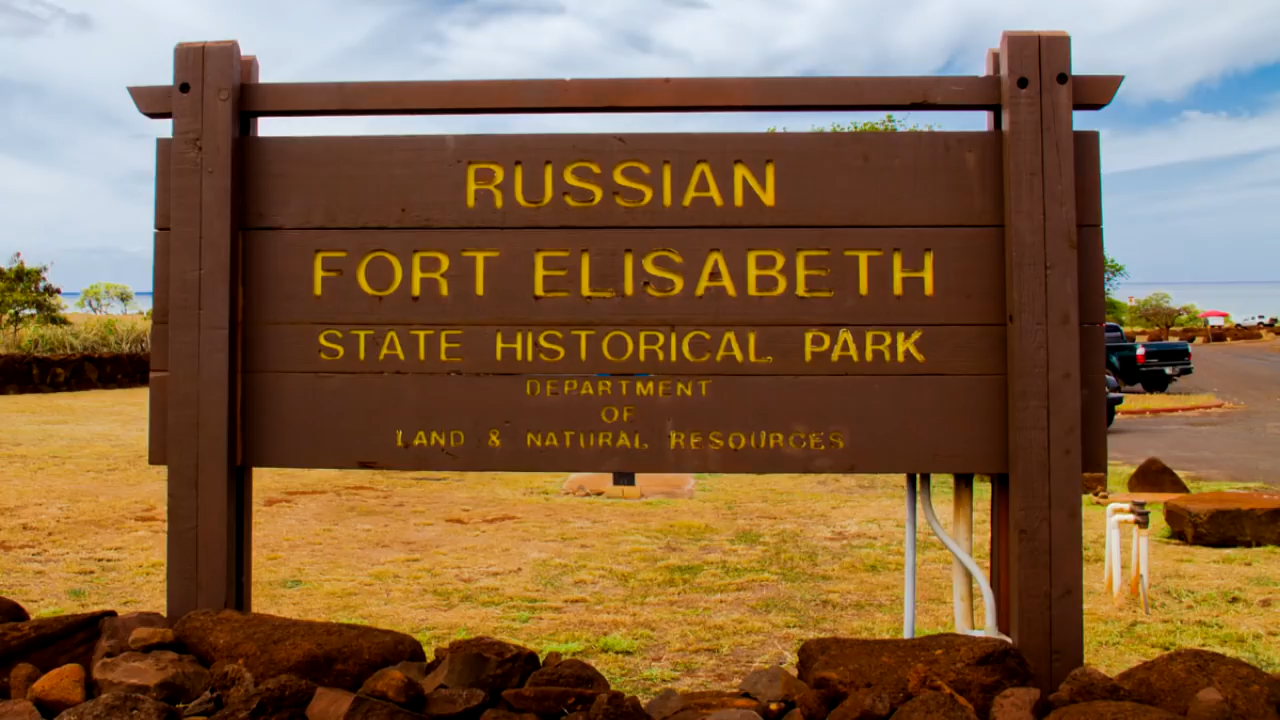 RUSSIAN
FORT ELISABETH
STATE HISTORICAL PARK
DEPARTMENT
OF
LAND & NATURAL RESOURCES